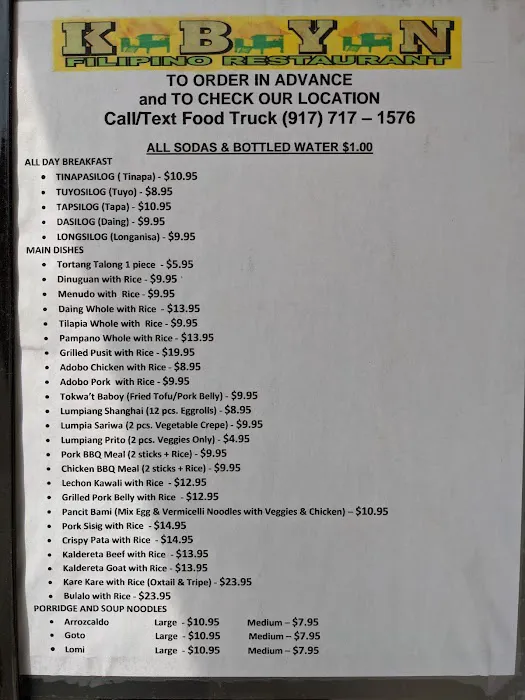 K B Y N
FILIPINO RESTAURANT
TO ORDER IN ADVANCE
and TO CHECK OUR LOCATION
Call/Text Food Truck (917) 717 – 1576
ALL SODAS & BOTTLED WATER $1.00
ALL DAY BREAKFAST
• TINAPASILOG ( Tinapa) - $10.95
• TUYOSILOG (Tuyo) - $8.95
• TAPSILOG (Tapa) - $10.95
• DASILOG (Daing) - $9.95
• LONGSILOG (Longanisa) - $9.95
MAIN DISHES
• Tortang Talong 1 piece - $5.95
• Dinuguan with Rice - $9.95
• Menudo with Rice - $9.95
• Daing Whole with Rice - $13.95
• Tilapia Whole with Rice - $9.95
• Pampano Whole with Rice - $13.95
• Grilled Pusit with Rice - $19.95
• Adobo Chicken with Rice - $8.95
• Adobo Pork with Rice - $9.95
• Tokwa't Baboy (Fried Tofu/Pork Belly) - $9.95
• Lumpiang Shanghai (12 pcs. Eggrolls) - $8.95
• Lumpia Sariwa (2 pcs. Vegetable Crepe) - $9.95
• Lumpiang Prito (2 pcs. Veggies Only) - $4.95
• Pork BBQ Meal (2 sticks + Rice) - $9.95
• Chicken BBQ Meal (2 sticks + Rice) - $9.95
• Lechon Kawali with Rice - $12.95
• Grilled Pork Belly with Rice - $12.95
• Pancit Bami (Mix Egg & Vermicelli Noodles with Veggies & Chicken) – $10.95
• Pork Sisig with Rice - $14.95
• Crispy Pata with Rice - $14.95
• Kaldereta Beef with Rice - $13.95
• Kaldereta Goat with Rice - $13.95
• Kare Kare with Rice (Oxtail & Tripe) - $23.95
• Bulalo with Rice - $23.95
PORRIDGE AND SOUP NOODLES
• Arrozcaldo Large - $10.95 Medium – $7.95
• Goto Large - $10.95 Medium – $7.95
• Lomi Large - $10.95 Medium – $7.95